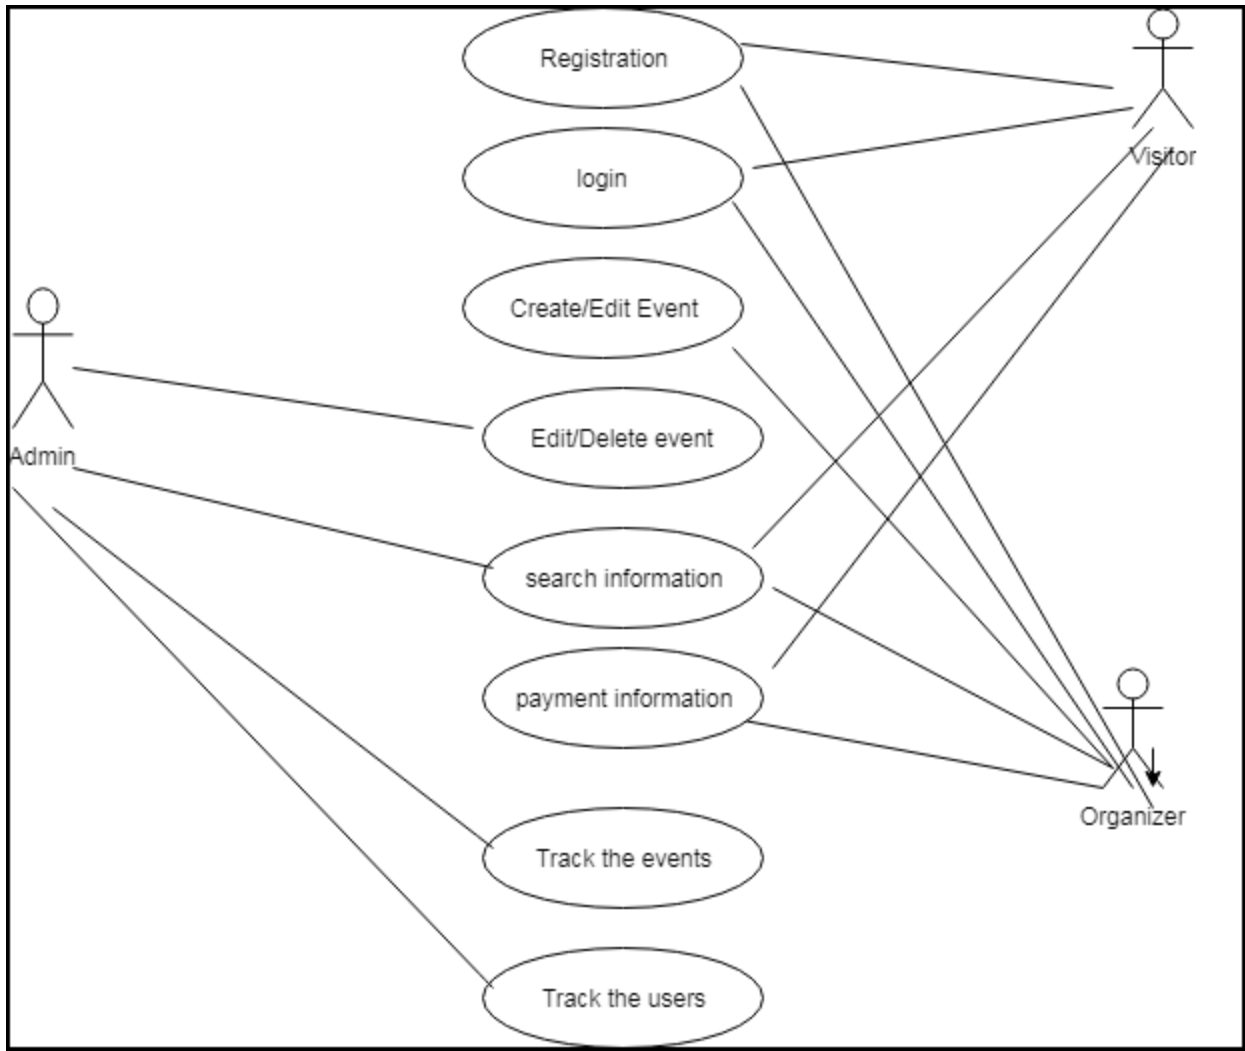 Registration
Visitor
login
Create/Edit Event
Edit/Delete event
Admin
search information
payment information
Organizer
Track the events
Track the users